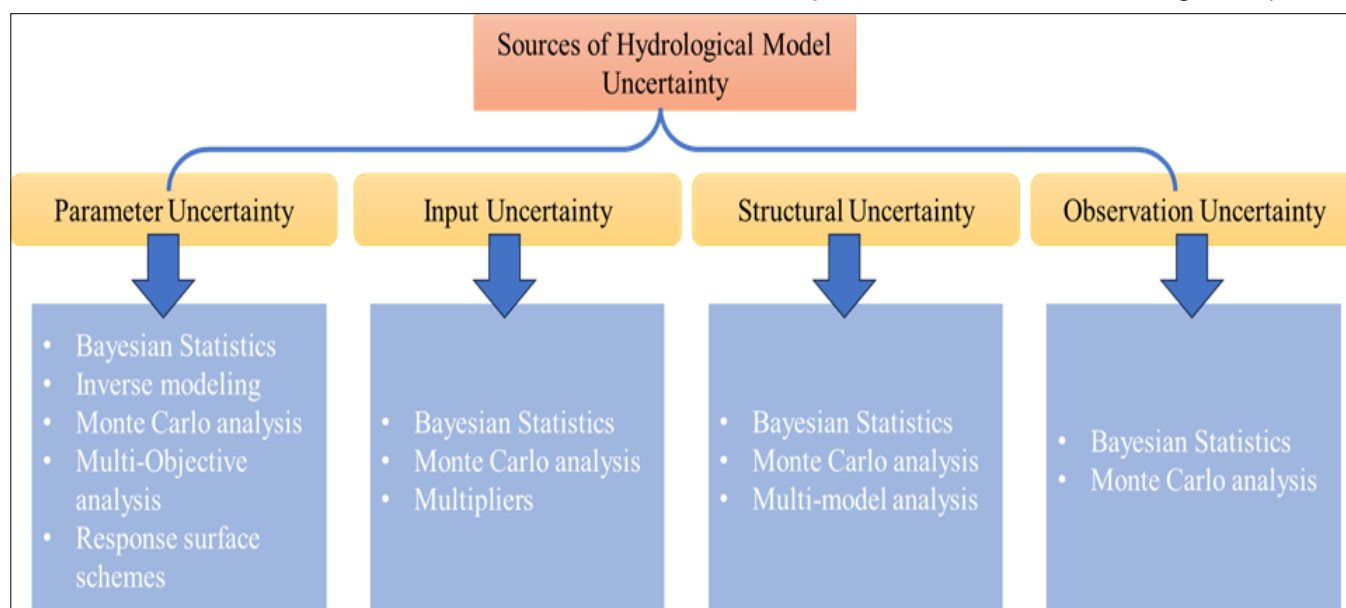 Sources of Hydrological Model
Uncertainty
Parameter Uncertainty
Input Uncertainty
Structural Uncertainty
Observation Uncertainty
• Bayesian Statistics
• Inverse modeling
• Monte Carlo analysis
• Multi-Objective
analysis
• Response surface
schemes
• Bayesian Statistics
• Monte Carlo analysis
• Multipliers
• Bayesian Statistics
• Monte Carlo analysis
• Multi-model analysis
• Bayesian Statistics
• Monte Carlo analysis